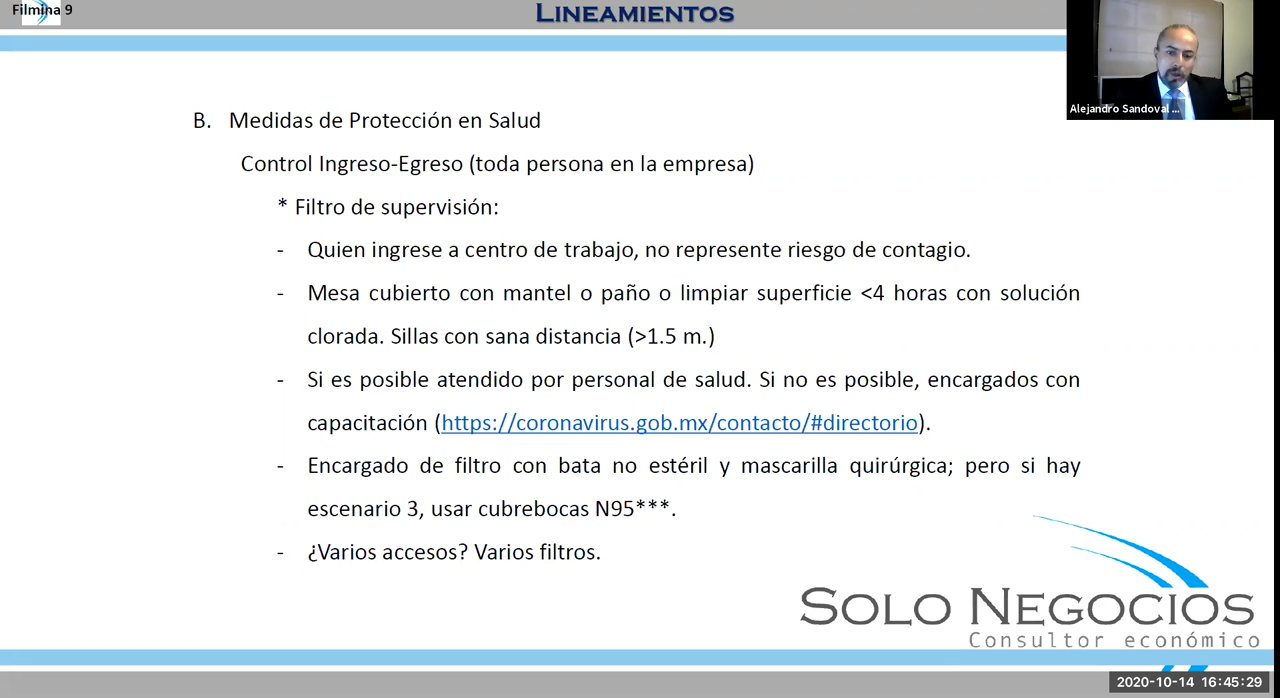 Filmina 9
LINEAMIENTOS
Alejandro Sandoval ...
B. Medidas de Protección en Salud
Control Ingreso-Egreso (toda persona en la empresa)
* Filtro de supervisión:
- Quien ingrese a centro de trabajo, no represente riesgo de contagio.
- Mesa cubierto con mantel o paño o limpiar superficie <4 horas con solución
clorada. Sillas con sana distancia (>1.5 m.)
- Si es posible atendido por personal de salud. Si no es posible, encargados con
capacitación (https://coronavirus.gob.mx/contacto/#directorio).
- Encargado de filtro con bata no estéril y mascarilla quirúrgica; pero si hay
escenario 3, usar cubrebocas N95***.
- ¿Varios accesos? Varios filtros.
SOLO NEGOCIOS
Consultor económico
2020-10-14 16:45:29